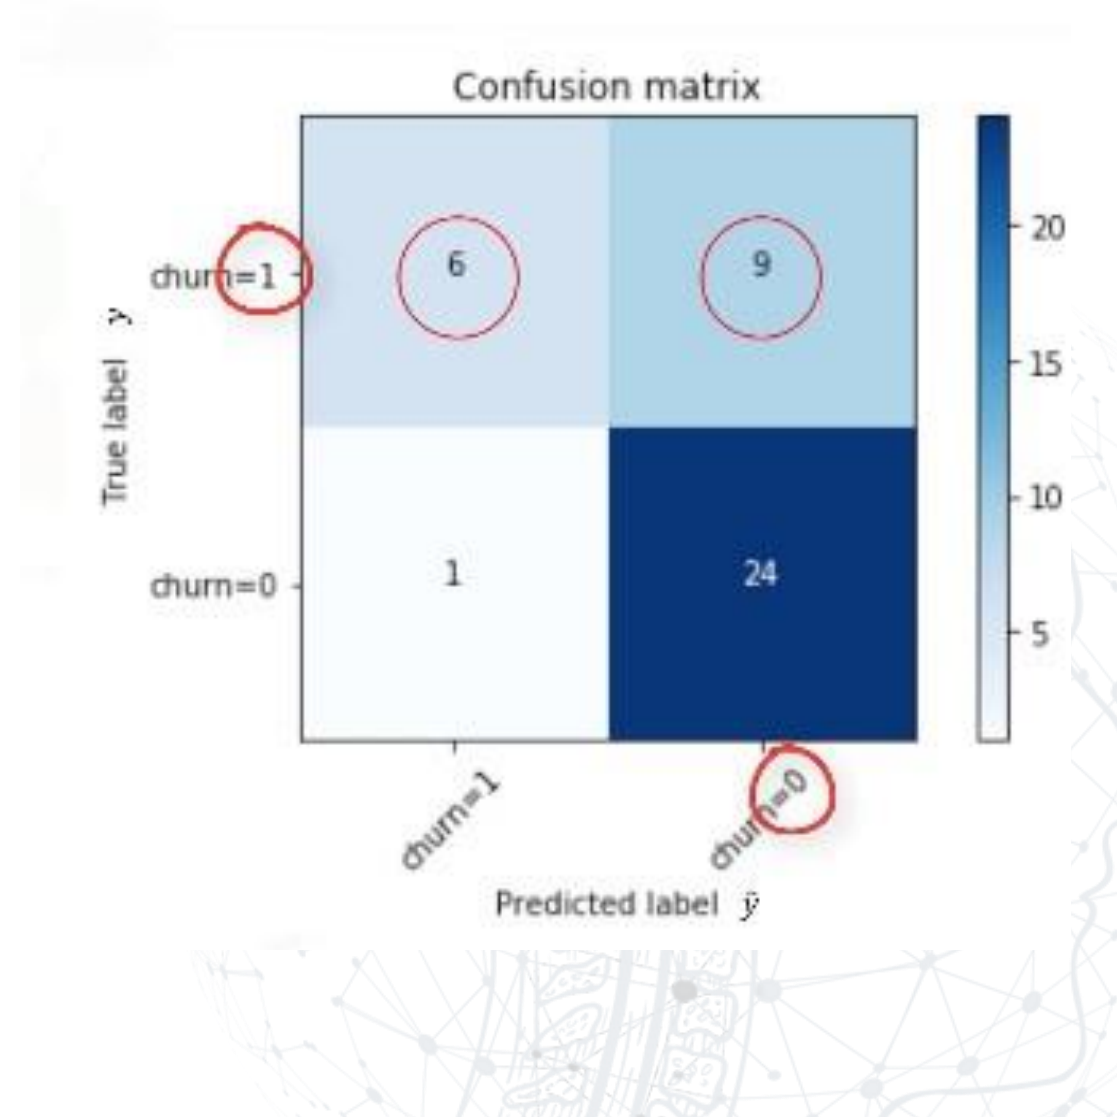 Confusion matrix
20
15
10
5
True label y
churn=1
6
9
churn=0
1
24
churn=1
churn=0
Predicted label ŷ